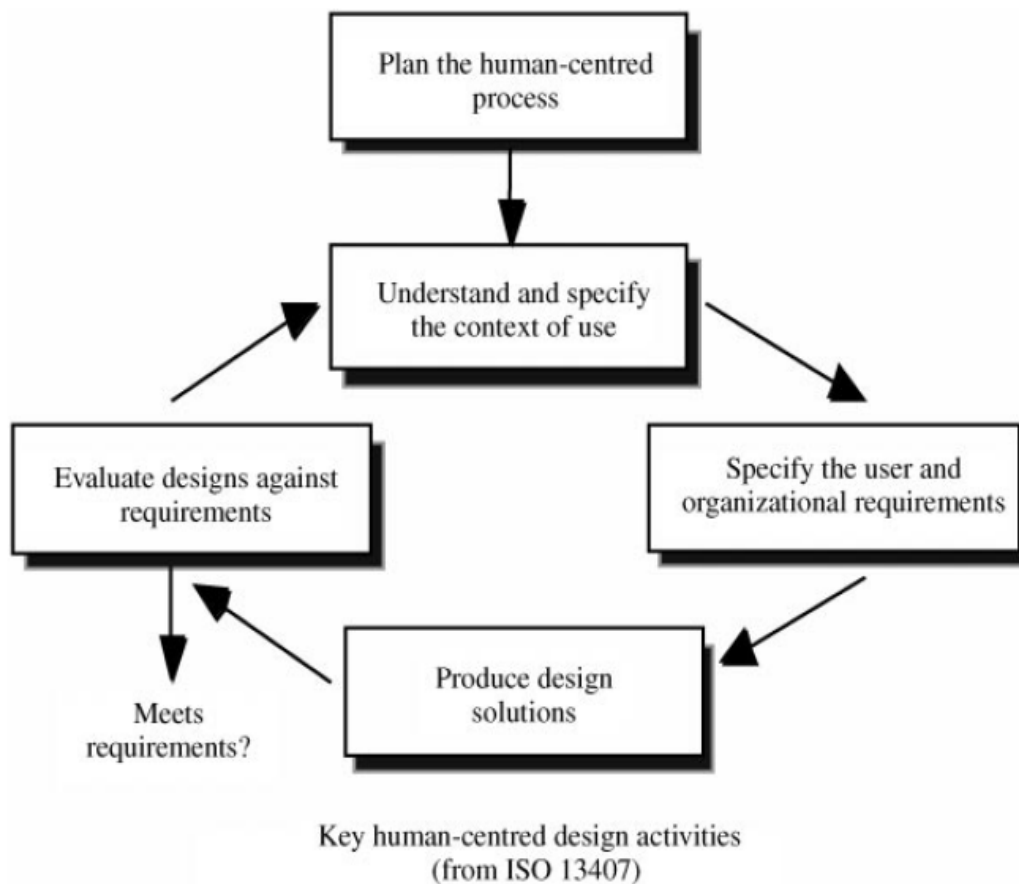 Plan the human-centred
process
Understand and specify
the context of use
Evaluate designs against
requirements
Specify the user and
organizational requirements
Produce design
solutions
Meets
requirements?
Key human-centred design activities
(from ISO 13407)